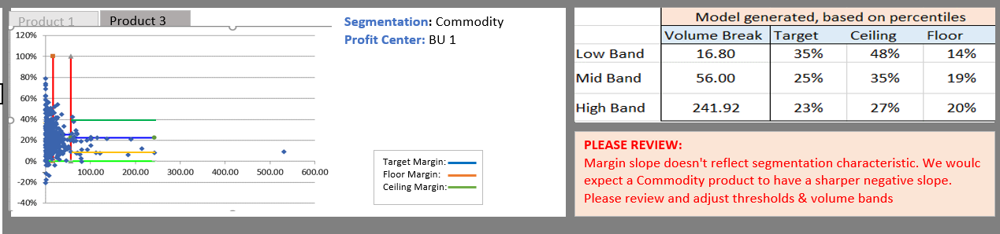 Product 1
Product 3
Segmentation: Commodity
Profit Center: BU 1
120%
100%
80%
60%
40%
20%
0%
-20%
-40%
100.00 200.00 300.00 400.00 500.00 600.00
Target Margin:
Floor Margin:
Ceiling Margin:
Model generated, based on percentiles
Volume Break Target Ceiling Floor
Low Band 16.80 35% 48% 14%
Mid Band 56.00 25% 35% 19%
High Band 241.92 23% 27% 20%
PLEASE REVIEW:
Margin slope doesn't reflect segmentation characteristic. We woulc
expect a Commodity product to have a sharper negative slope.
Please review and adjust thresholds & volume bands